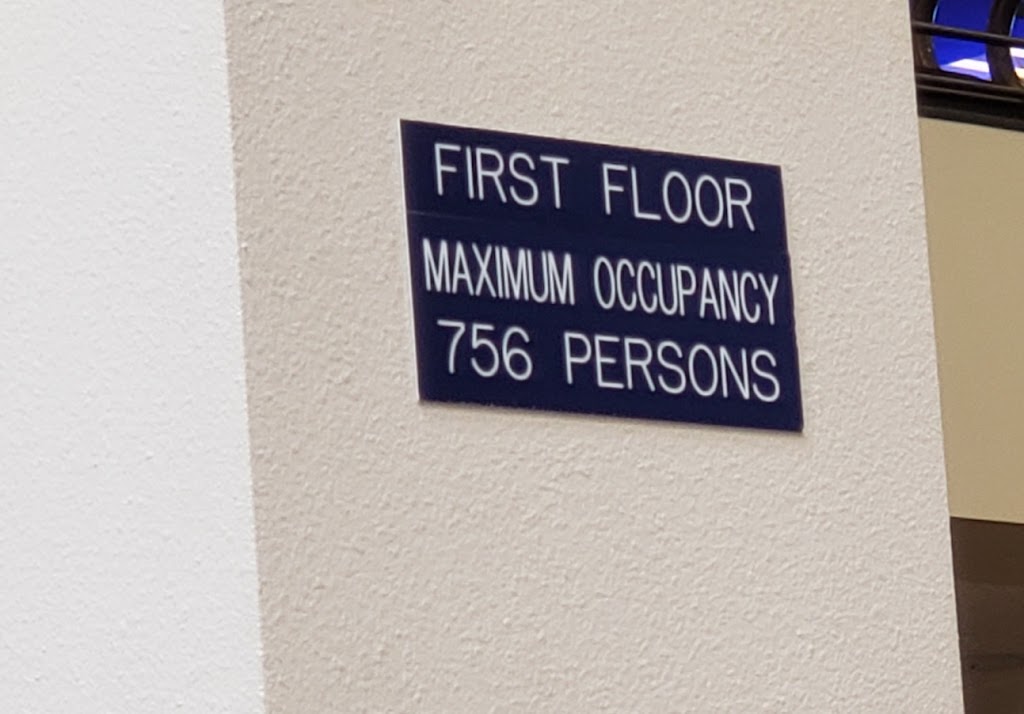 FIRST FLOOR
MAXIMUM OCCUPANCY
756 PERSONS